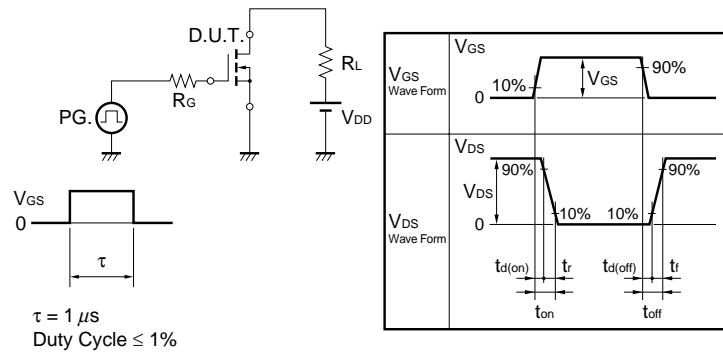 D.U.T.
RL
RG
PG.
VDD
VGS
0
τ
τ = 1 μs
Duty Cycle ≤ 1%
VGS
Wave Form
VGS
10%
0
VGS
90%
VDS
Wave Form
VDS
90%
VDS
0
10%
10%
90%
td(on)
tr
td(off)
tf
ton
toff